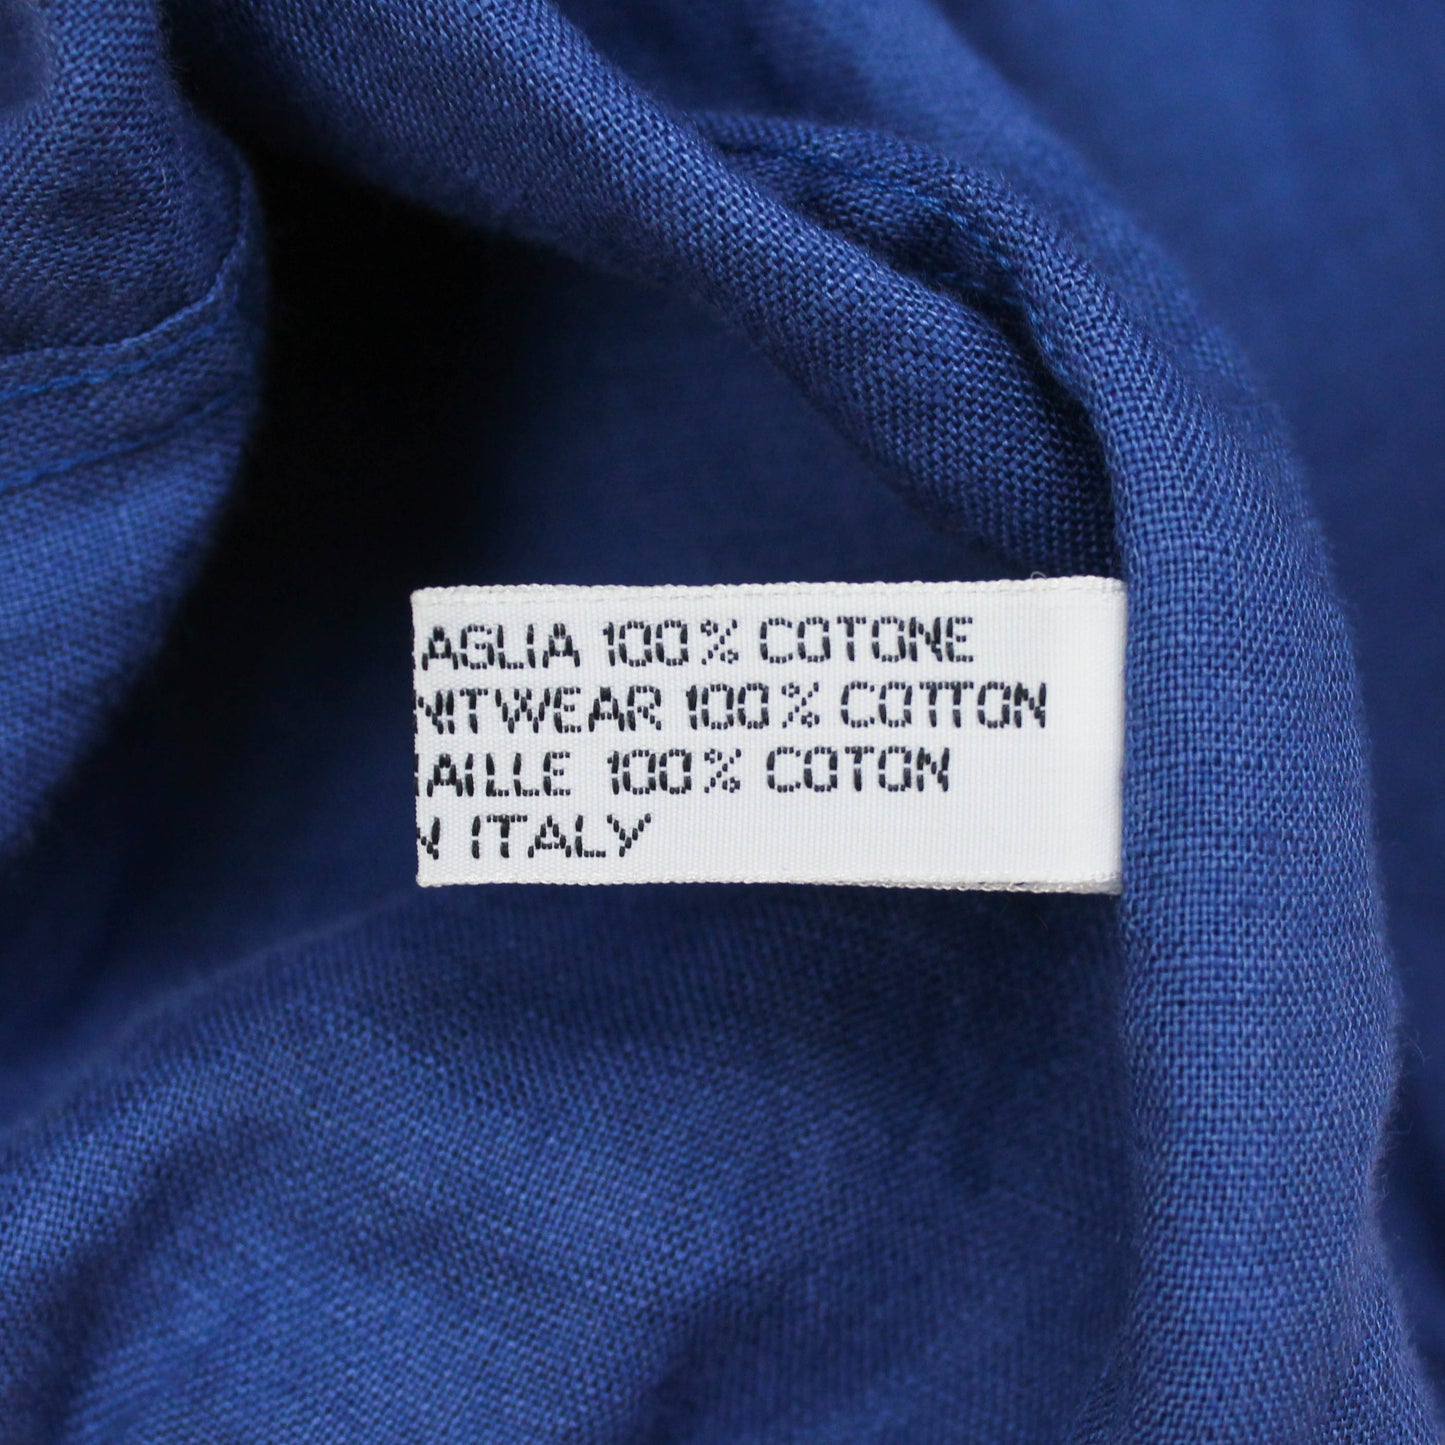 AGLIA 100% COTONE
NITWEAR 100% COTTON
AILLE 100% COTON
N ITALY